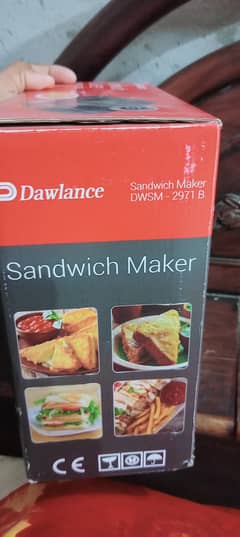 Dawlance
Sandwich Maker
DWSM - 2971 B
Sandwich Maker
CE